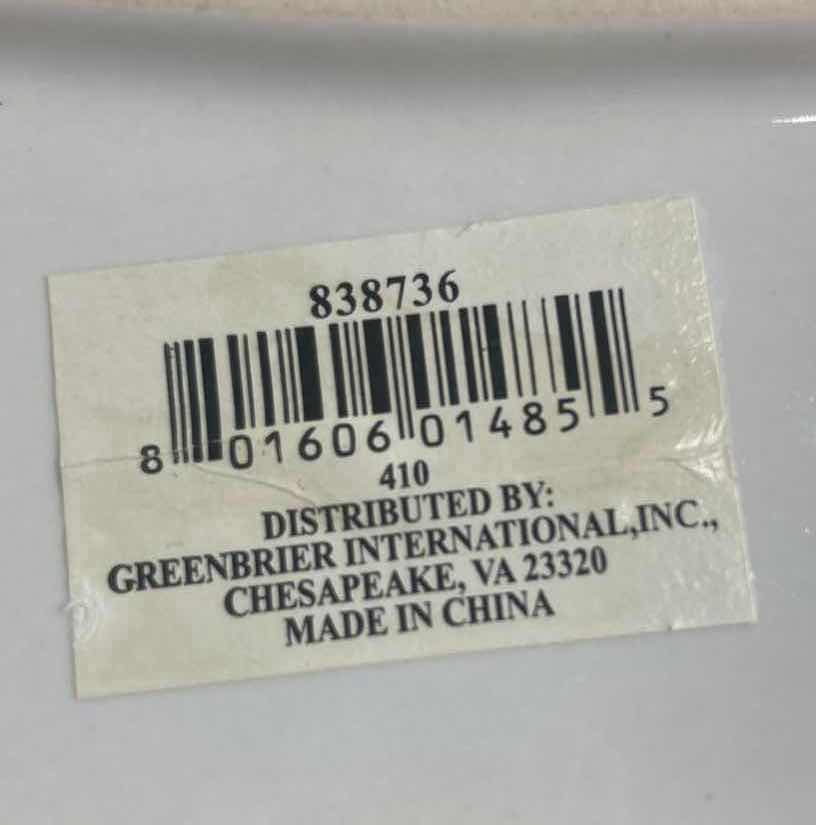 838736
8 01606 01485 5
410
DISTRIBUTED BY:
GREENBRIER INTERNATIONAL,INC.,
CHESAPEAKE, VA 23320
MADE IN CHINA